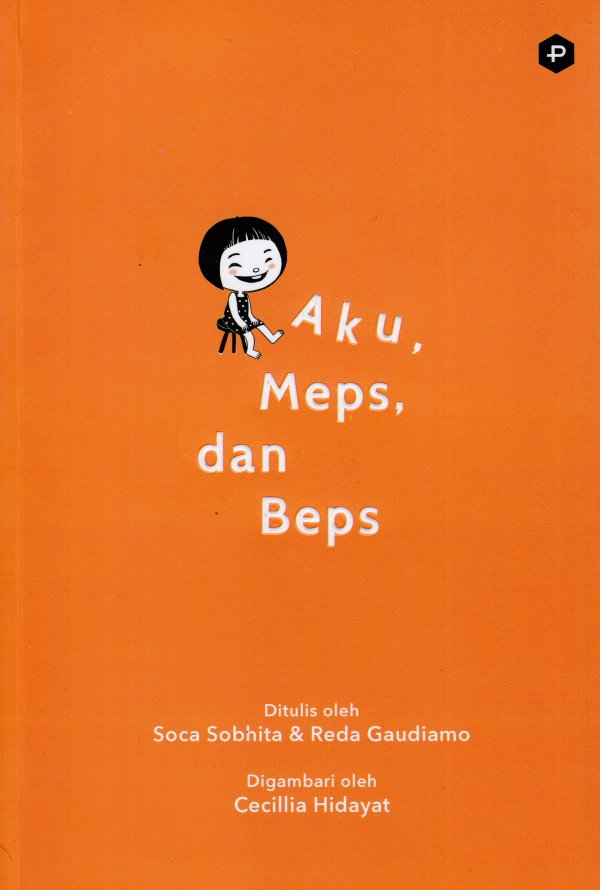 P
Aku,
Meps,
dan
Beps
Ditulis oleh
Soca Sobhita & Reda Gaudiamo
Digambari oleh
Cecillia Hidayat